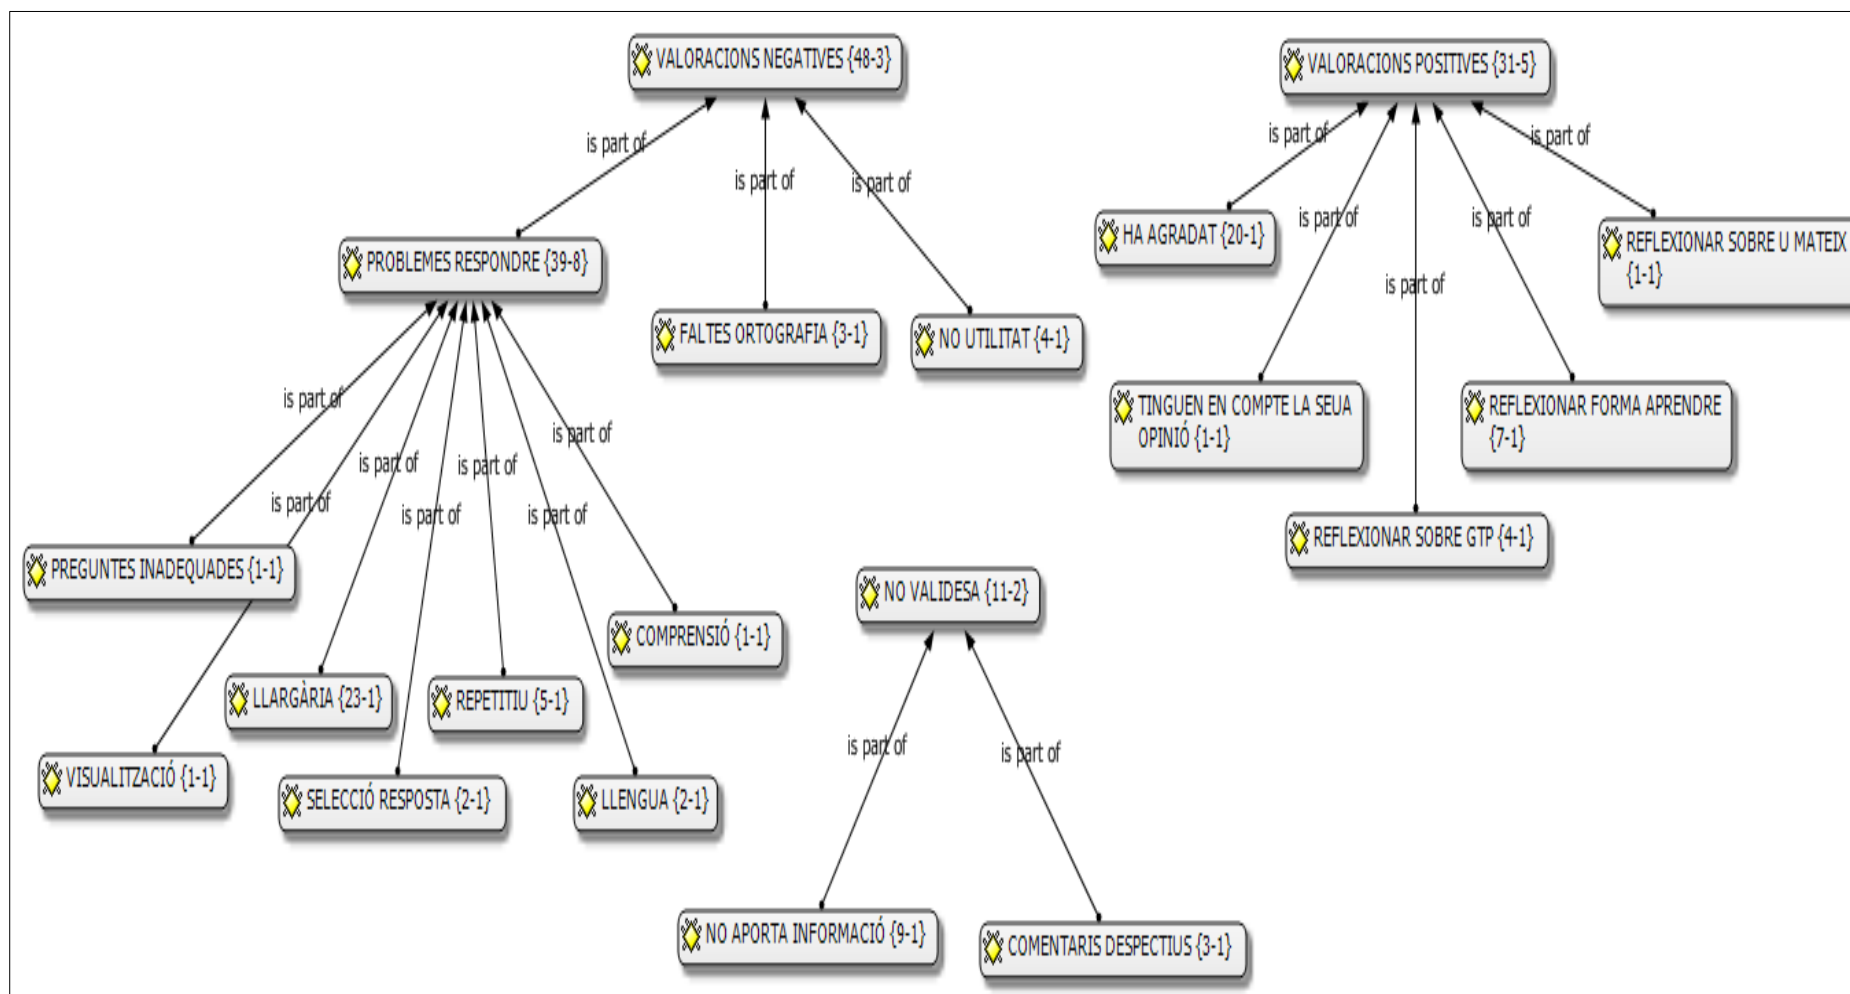 VALORACIONS NEGATIVES {48-3}
VALORACIONS POSITIVES {31-5}
is part of
is part of
is part of
is part of
is part of
is part of
is part of
is part of
HA AGRADAT {20-1}
REFLEXIONAR SOBRE U MATEIX
{1-1}
PROBLEMES RESPONDRE {39-8}
FALTES ORTOGRAFIA {3-1}
NO UTILITAT {4-1}
TINGUEN EN COMPTE LA SEUA
OPINIÓ {1-1}
REFLEXIONAR FORMA APRENDRE
{7-1}
is part of
is part of
is part of
is part of
is part of
is part of
is part of
REFLEXIONAR SOBRE GTP {4-1}
PREGUNTES INADEQUADES {1-1}
NO VALIDESA {11-2}
COMPRENSIÓ {1-1}
LLARGÀRIA {23-1}
REPETITIU {5-1}
VISUALITZACIÓ {1-1}
SELECCIÓ RESPOSTA {2-1}
LLENGUA {2-1}
is part of
is part of
NO APORTA INFORMACIÓ {9-1}
COMENTARIS DESPECTIUS {3-1}